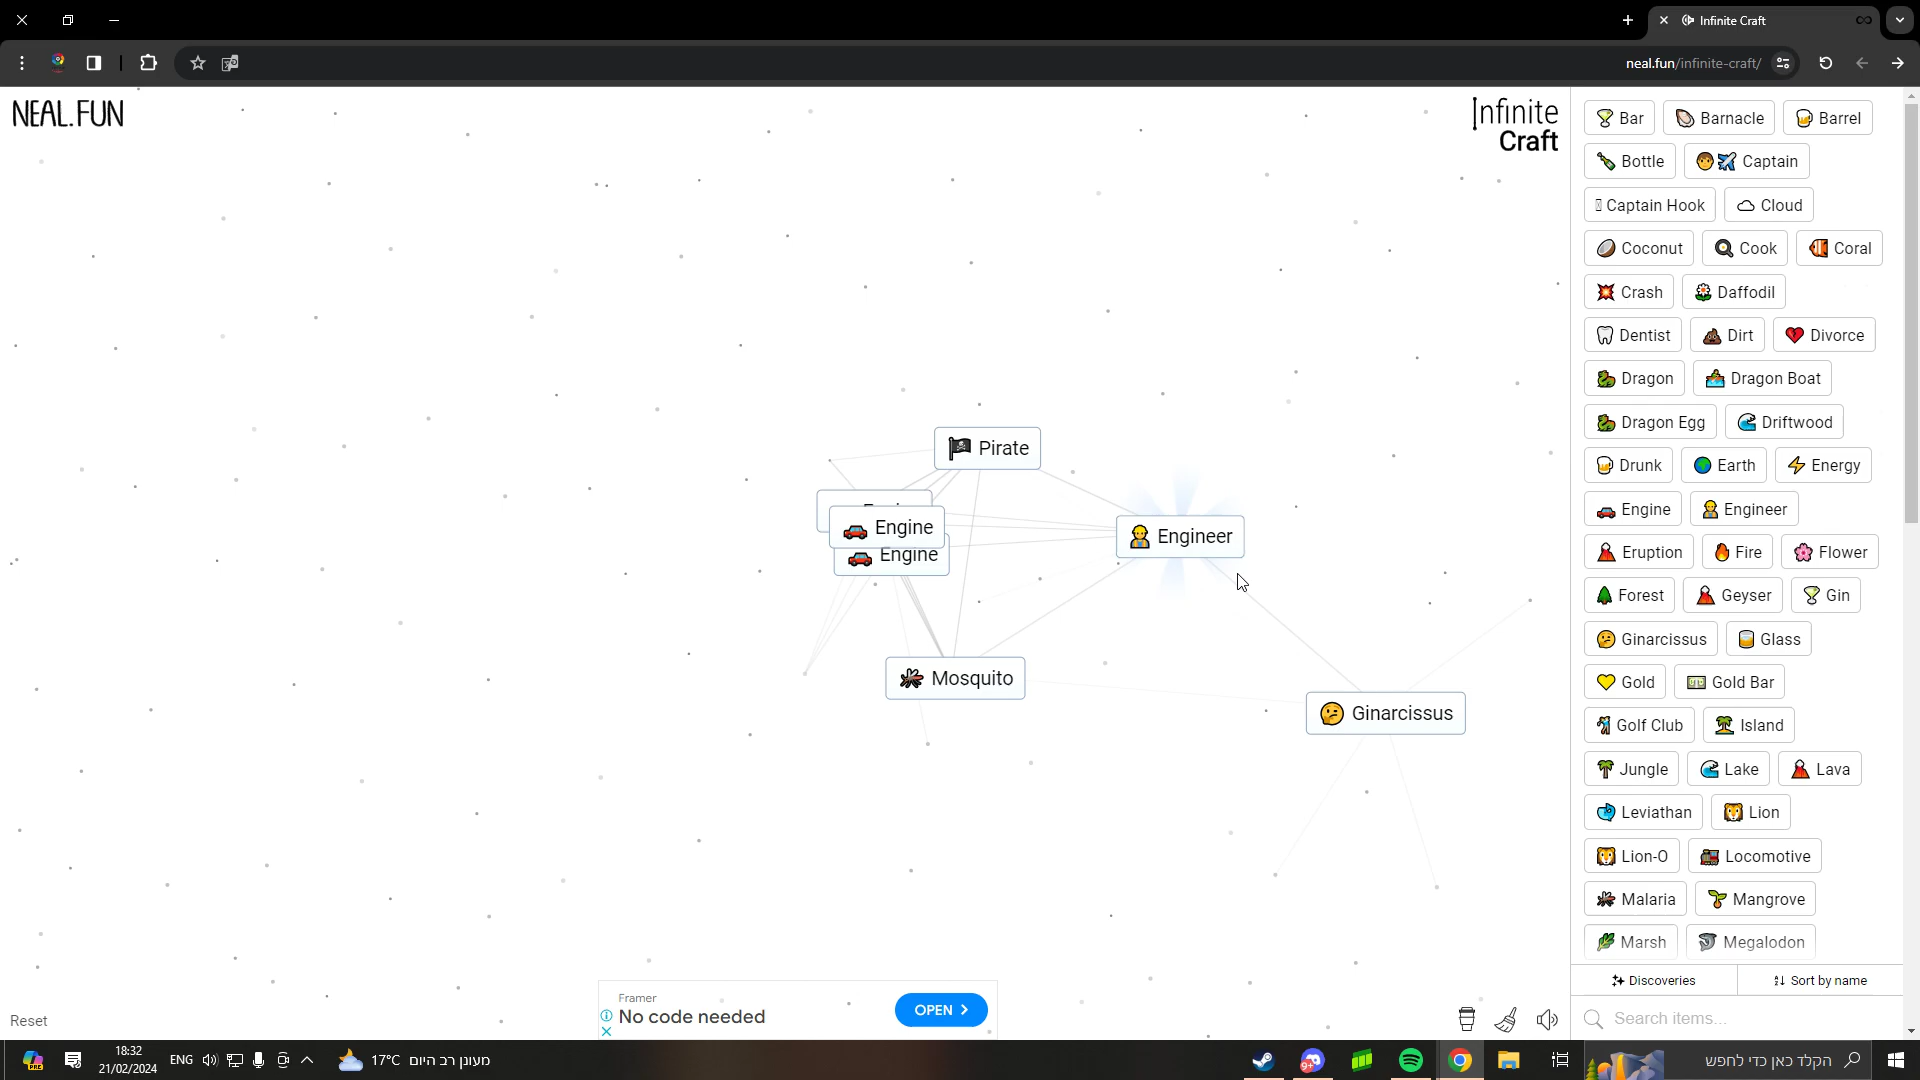 Infinite Craft
neal.fun/infinite-craft/
NEAL.FUN
Infinite
Craft
Pirate
Engine
Engine
Engineer
Mosquito
Ginarcissus
Bar Barnacle Barrel
Bottle Captain
Captain Hook Cloud
Coconut Cook Coral
Crash Daffodil
Dentist Dirt Divorce
Dragon Dragon Boat
Dragon Egg Driftwood
Drunk Earth Energy
Engine Engineer
Eruption Fire Flower
Forest Geyser Gin
Ginarcissus Glass
Gold Gold Bar
Golf Club Island
Jungle Lake Lava
Leviathan Lion
Lion-O Locomotive
Malaria Mangrove
Marsh Megalodon
Discoveries Sort by name
Search items...
Framer
No code needed
OPEN
Reset
18:32
21/02/2024
ENG
17°C מעונן רב היום
9+
הקלד כאן כדי לחפש
PRE